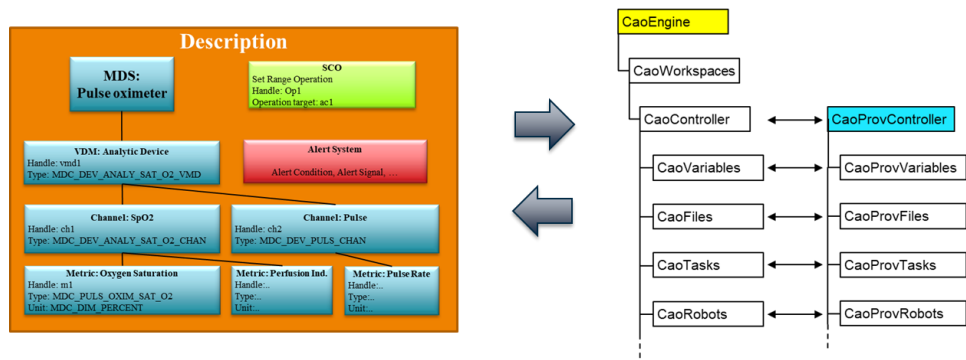 Description
MDS:
Pulse oximeter
SCO
Set Range Operation
Handle: Op1
Operation target: ac1
VDM: Analytic Device
Handle: vmd1
Type: MDC_DEV_ANALY_SAT_O2_VMD
Alert System
Alert Condition, Alert Signal, …
Channel: SpO2
Handle: ch1
Type: MDC_DEV_ANALY_SAT_O2_CHAN
Channel: Pulse
Handle: ch2
Type: MDC_DEV_PULS_CHAN
Metric: Oxygen Saturation
Handle: m1
Type: MDC_PULS_OXIM_SAT_O2
Unit: MDC_DIM_PERCENT
Metric: Perfusion Ind.
Handle:..
Type:..
Unit:..
Metric: Pulse Rate
Handle:..
Type:..
Unit:..
CaoEngine
CaoWorkspaces
CaoController
CaoProvController
CaoVariables
CaoProvVariables
CaoFiles
CaoProvFiles
CaoTasks
CaoProvTasks
CaoRobots
CaoProvRobots